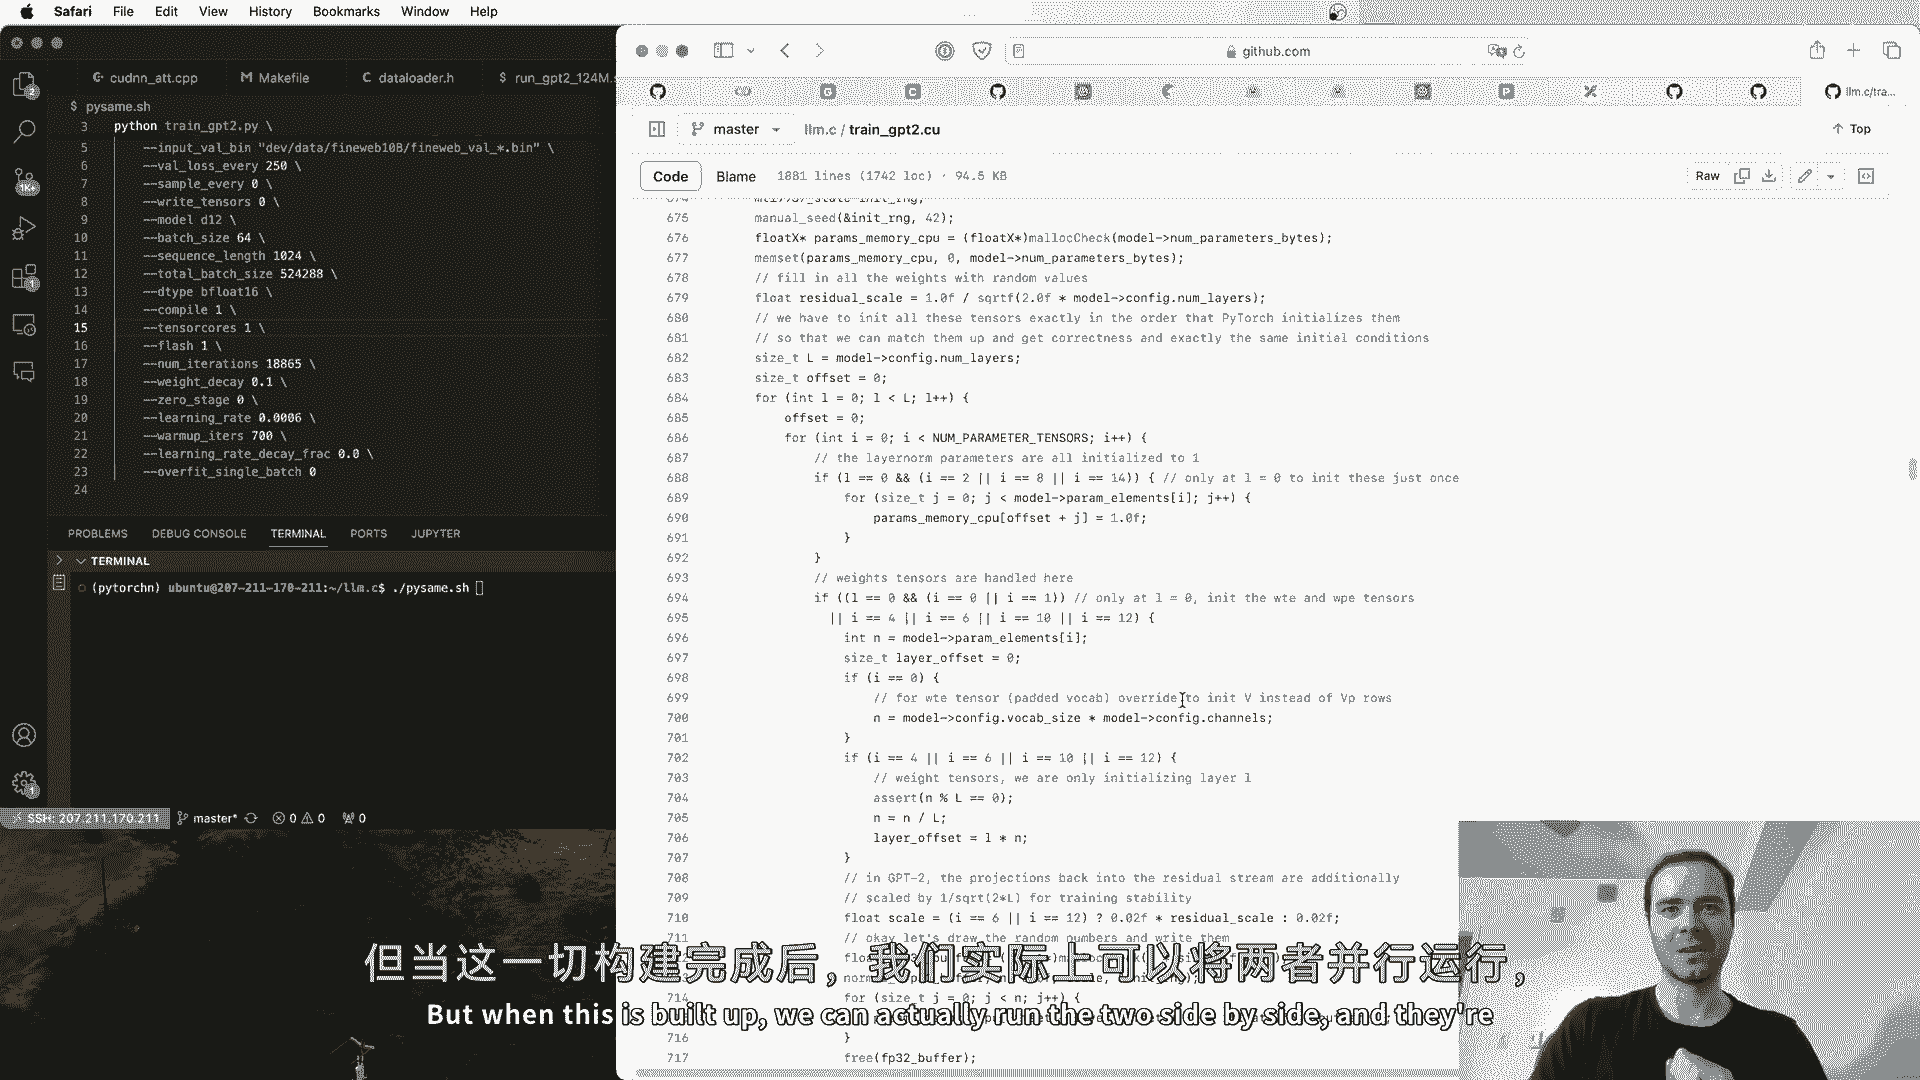 Safari File Edit View History Bookmarks Window Help
cudnn_att.cpp Makefile dataloader.h run_gpt2_124M.s
$ pysame.sh
3 python train_gpt2.py \
5 --input_val_bin "dev/data/fineweb10B/fineweb_val_*.bin" \
6 --val_loss_every 250 \
7 --sample_every 0 \
8 --write_tensors 0 \
9 --model d12 \
10 --batch_size 64 \
11 --sequence_length 1024 \
12 --total_batch_size 524288 \
13 --dtype bfloat16 \
14 --compile 1 \
15 --tensorcores 1 \
16 --flash 1 \
17 --num_iterations 18865 \
18 --weight_decay 0.1 \
19 --zero_stage 0 \
20 --learning_rate 0.0006 \
21 --warmup_iters 700 \
22 --learning_rate_decay_frac 0.0 \
23 --overfit_single_batch 0
24
PROBLEMS DEBUG CONSOLE TERMINAL PORTS JUPYTER
TERMINAL
(pytorchn) ubuntu@207-211-170-211:~/llm.c$ ./pysame.sh
SSH: 207.211.170.211 master* 0 0 0
github.com
llm.c/tra...
master llm.c / train_gpt2.cu Top
Code Blame 1881 lines (1742 loc) · 94.5 KB Raw
675 manual_seed(&init_rng, 42);
676 floatX* params_memory_cpu = (floatX*)mallocCheck(model->num_parameters_bytes);
677 memset(params_memory_cpu, 0, model->num_parameters_bytes);
678 // fill in all the weights with random values
679 float residual_scale = 1.0f / sqrtf(2.0f * model->config.num_layers);
680 // we have to init all these tensors exactly in the order that PyTorch initializes them
681 // so that we can match them up and get correctness and exactly the same initial conditions
682 size_t L = model->config.num_layers;
683 size_t offset = 0;
684 for (int l = 0; l < L; l++) {
685 offset = 0;
686 for (int i = 0; i < NUM_PARAMETER_TENSORS; i++) {
687 // the layernorm parameters are all initialized to 1
688 if (l == 0 && (i == 2 || i == 8 || i == 14)) { // only at l = 0 to init these just once
689 for (size_t j = 0; j < model->param_elements[i]; j++) {
690 params_memory_cpu[offset + j] = 1.0f;
691 }
692 }
693 // weights tensors are handled here
694 if ((l == 0 && (i == 0 || i == 1)) // only at l = 0, init the wte and wpe tensors
695 || i == 4 || i == 6 || i == 10 || i == 12) {
696 int n = model->param_elements[i];
697 size_t layer_offset = 0;
698 if (i == 0) {
699 // for wte tensor (padded vocab) override to init V instead of Vp rows
700 n = model->config.vocab_size * model->config.channels;
701 }
702 if (i == 4 || i == 6 || i == 10 || i == 12) {
703 // weight tensors, we are only initializing layer l
704 assert(n % L == 0);
705 n = n / L;
706 layer_offset = l * n;
707 }
708 // in GPT-2, the projections back into the residual stream are additionally
709 // scaled by 1/sqrt(2*L) for training stability
710 float scale = (i == 6 || i == 12) ? 0.02f * residual_scale : 0.02f;
711 // okay let's draw the random numbers and write them
714 for (size_t j = 0; j < n; j++) {
716 }
717 free(fp32_buffer);
但当这一切构建完成后，我们实际上可以将两者并行运行，
But when this is built up, we can actually run the two side by side, and they're